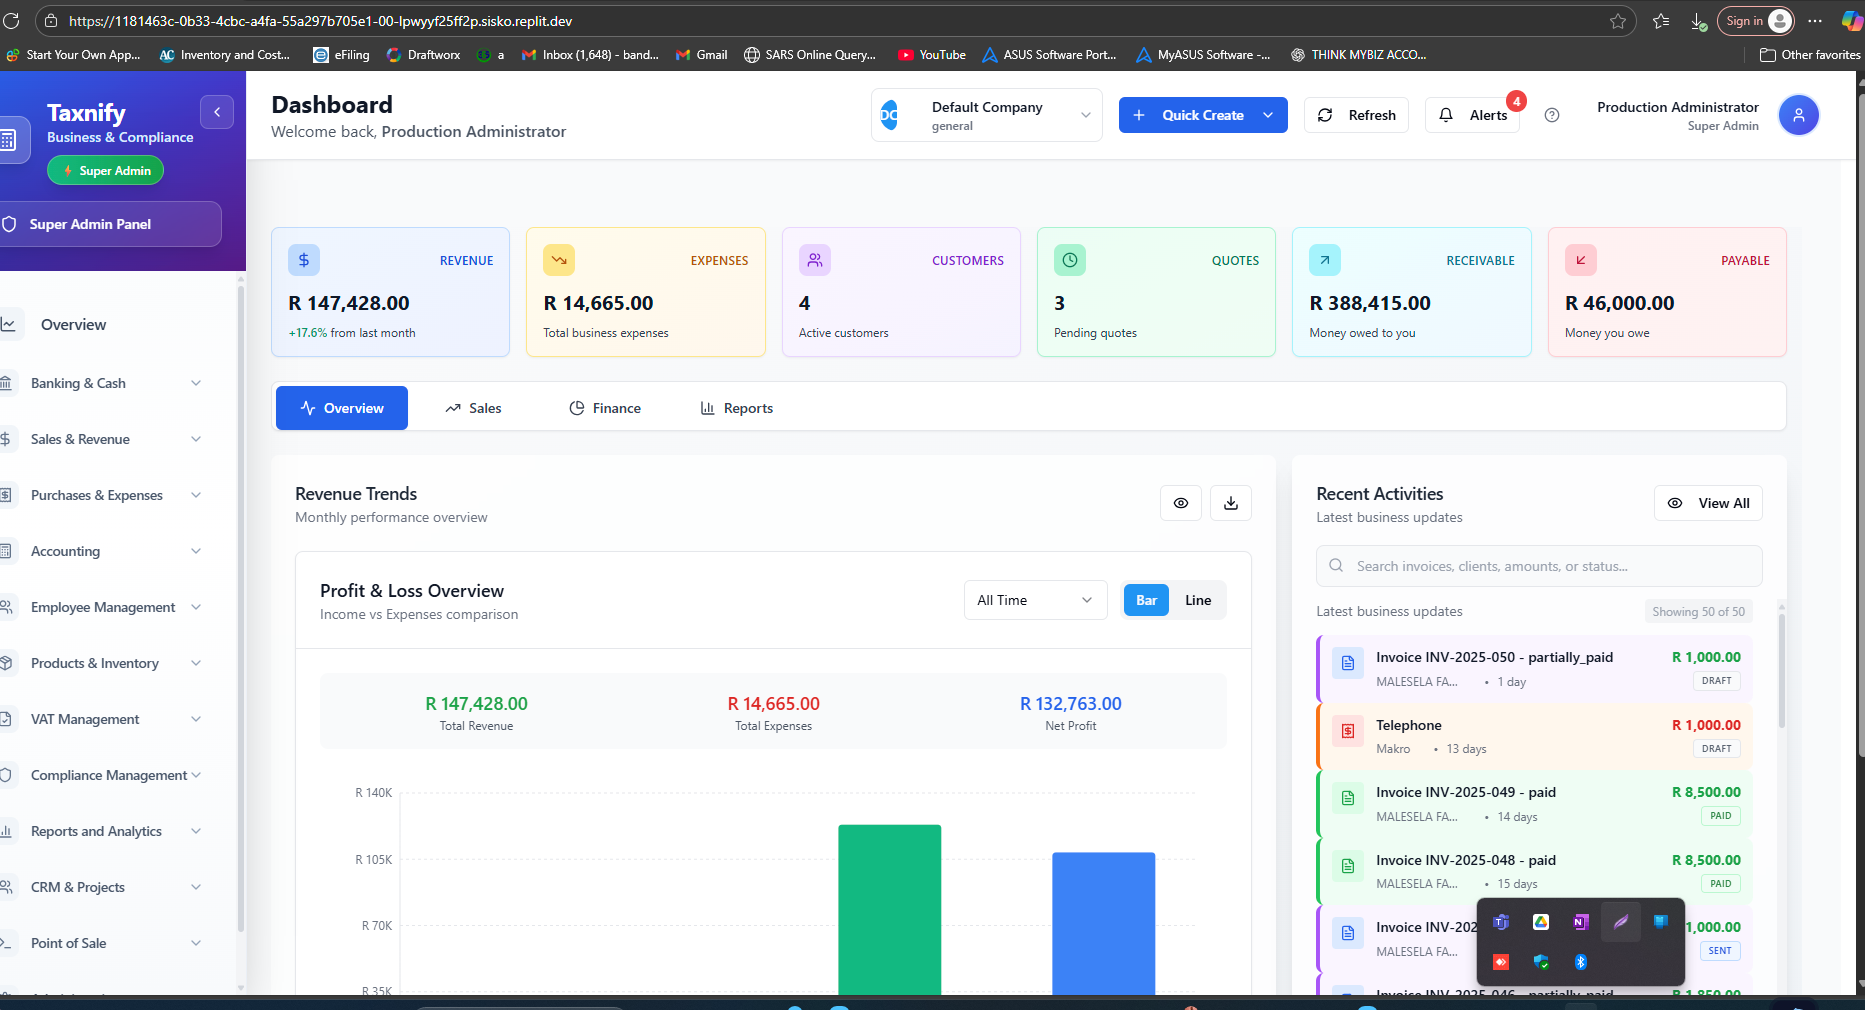 https://1181463c-0b33-4cbc-a4fa-55a297b705e1-00-lpwyyf25ff2p.sisko.replit.dev
Sign in
Start Your Own App...
AC Inventory and Cost...
eFiling
Draftworx
a
Inbox (1,648) - band...
Gmail
SARS Online Query...
YouTube
ASUS Software Port...
MyASUS Software -...
THINK MYBIZ ACCO...
Other favorites
Taxnify
Business & Compliance
Super Admin
Super Admin Panel
Overview
Banking & Cash
Sales & Revenue
Purchases & Expenses
Accounting
Employee Management
Products & Inventory
VAT Management
Compliance Management
Reports and Analytics
CRM & Projects
Point of Sale
Dashboard
Welcome back, Production Administrator
DC
Default Company
general
Quick Create
Refresh
Alerts
4
Production Administrator
Super Admin
REVENUE
R 147,428.00
+17.6% from last month
EXPENSES
R 14,665.00
Total business expenses
CUSTOMERS
4
Active customers
QUOTES
3
Pending quotes
RECEIVABLE
R 388,415.00
Money owed to you
PAYABLE
R 46,000.00
Money you owe
Overview
Sales
Finance
Reports
Revenue Trends
Monthly performance overview
Profit & Loss Overview
Income vs Expenses comparison
All Time
Bar
Line
R 147,428.00
Total Revenue
R 14,665.00
Total Expenses
R 132,763.00
Net Profit
R 140K
R 105K
R 70K
R 35K
Recent Activities
Latest business updates
View All
Search invoices, clients, amounts, or status...
Latest business updates
Showing 50 of 50
Invoice INV-2025-050 - partially_paid
R 1,000.00
MALESELA FA... • 1 day
DRAFT
Telephone
R 1,000.00
Makro • 13 days
DRAFT
Invoice INV-2025-049 - paid
R 8,500.00
MALESELA FA... • 14 days
PAID
Invoice INV-2025-048 - paid
R 8,500.00
MALESELA FA... • 15 days
PAID
Invoice INV-202
1,000.00
MALESELA FA...
SENT
Invoice INV-2025-046 - partially_paid
R 1,850.00